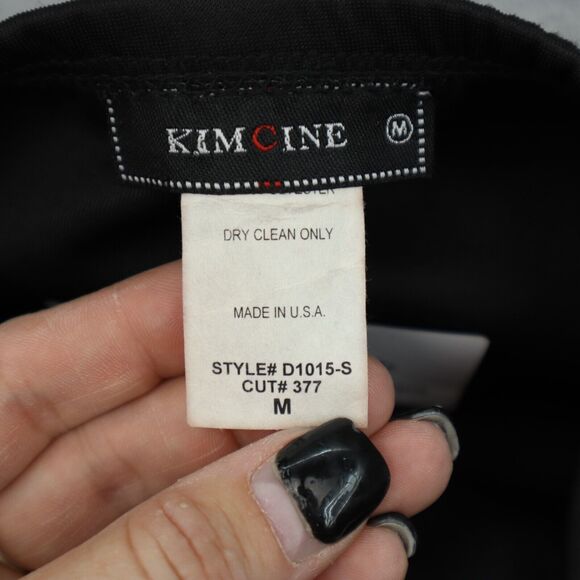 KIMCINE M
DRY CLEAN ONLY
MADE IN U.S.A.
STYLE# D1015-S
CUT# 377
M